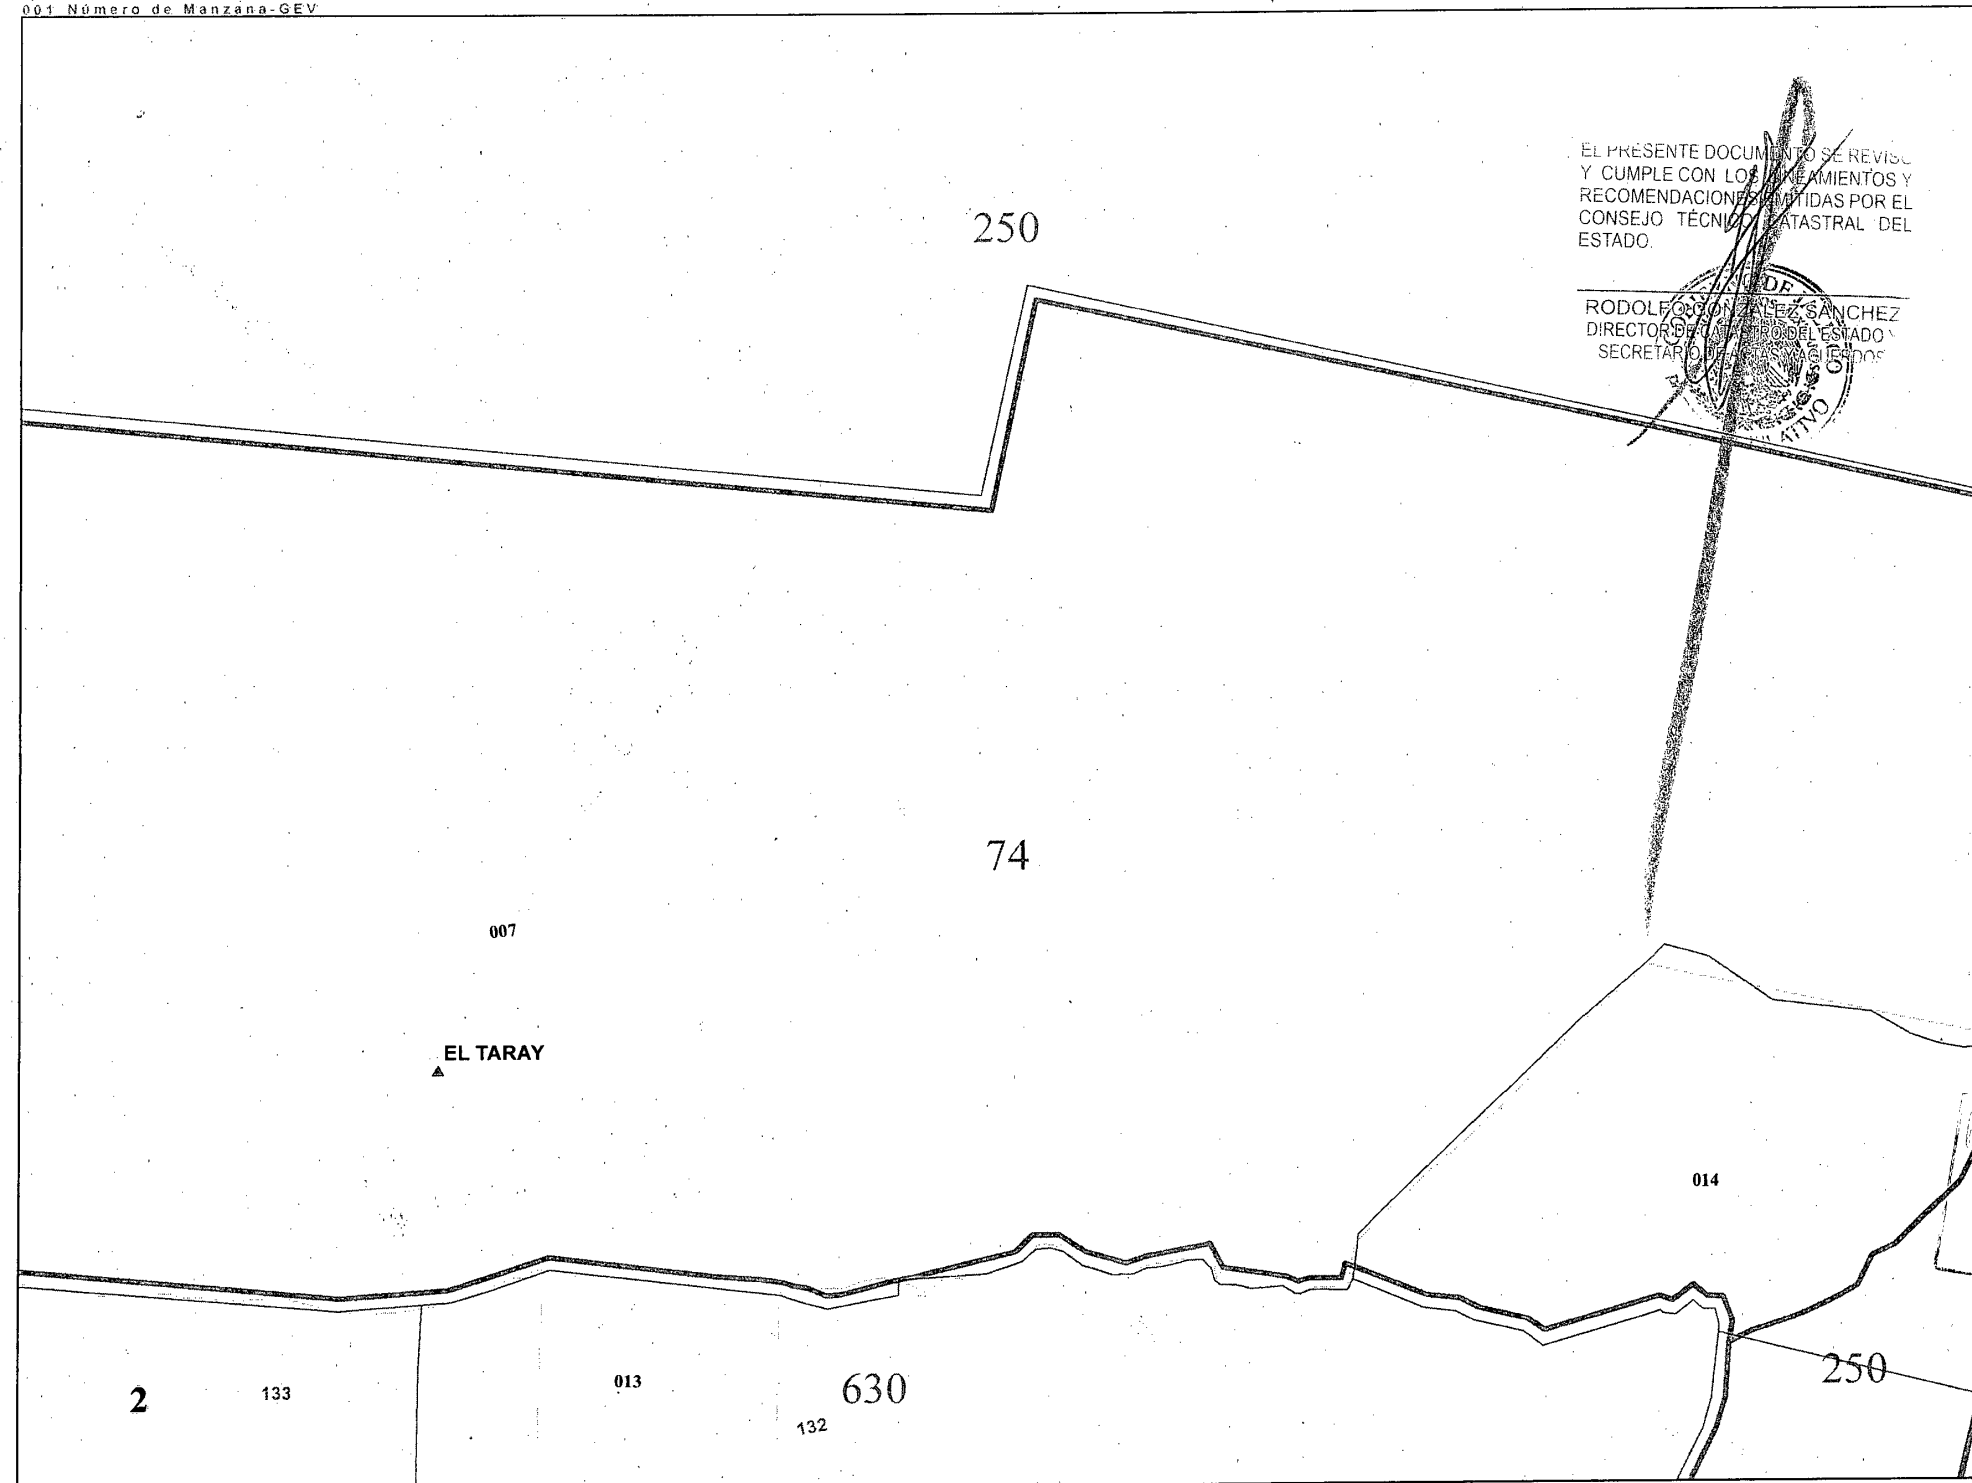 001 Número de Manzana-GEV
EL PRESENTE DOCUMENTO SE REVISÓ
Y CUMPLE CON LOS LINEAMIENTOS Y
RECOMENDACIONES EMITIDAS POR EL
CONSEJO TÉCNICO CATASTRAL DEL
ESTADO.
250
RODOLFO GONZALEZ SANCHEZ
DIRECTOR DE CATASTRO DEL ESTADO Y
SECRETARIO DE ACTAS Y ACUERDOS
74
007
EL TARAY
014
250
013
630
2
133
132